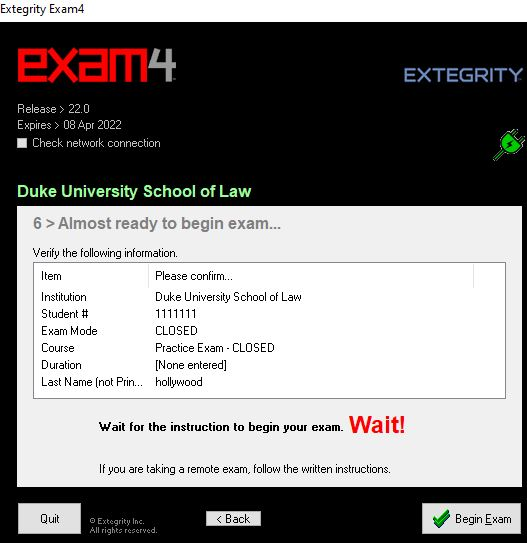 Extegrity Exam4
exam4
EXTEGRITY
Release > 22.0
Expires > 08 Apr 2022
Check network connection
Duke University School of Law
6 > Almost ready to begin exam...
Verify the following information.
Item Please confirm...
Institution Duke University School of Law
Student # 1111111
Exam Mode CLOSED
Course Practice Exam - CLOSED
Duration [None entered]
Last Name (not Prin... hollywood
Wait for the instruction to begin your exam. Wait!
If you are taking a remote exam, follow the written instructions.
Quit
© Extegrity Inc.
All rights reserved.
< Back
Begin Exam